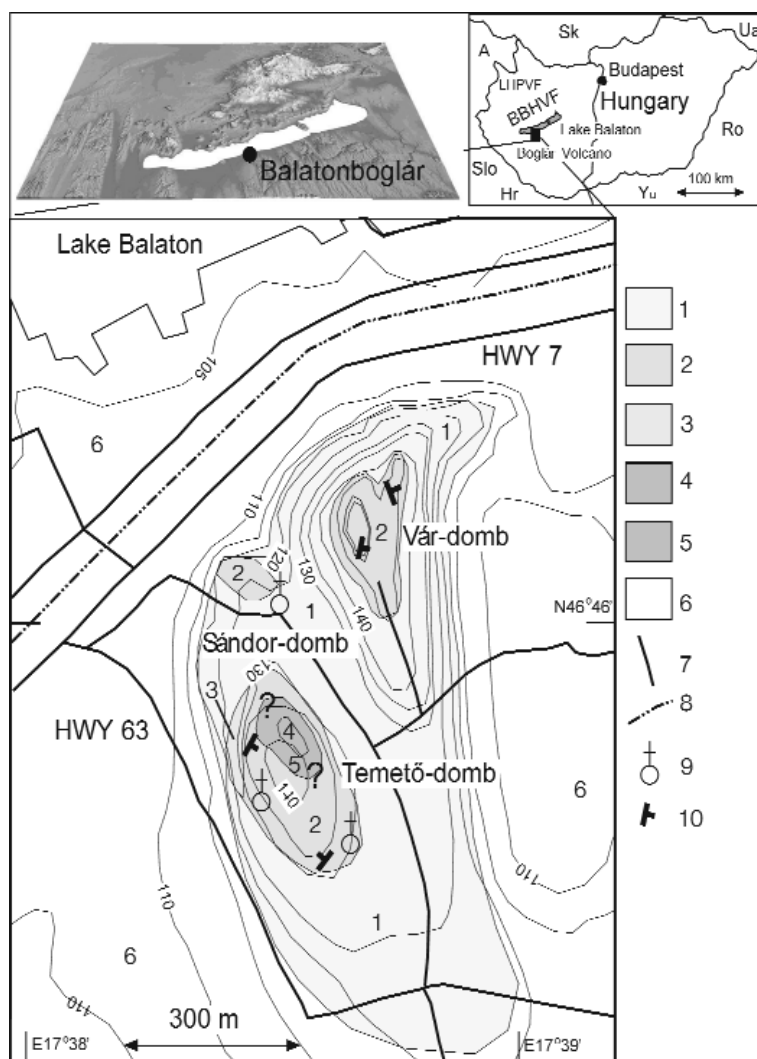 Balatonboglár
Sk
Ua
A
LHPVF
Budapest
Hungary
BBHVF
Lake Balaton
Boglár Volcano
Ro
Slo
Hr
Yu
100 km
Lake Balaton
HWY 7
105
6
1
110
2
Vár-domb
120
130
2
N46°46'
1
140
Sándor-domb
130
3
?
HWY 63
4
Temető-domb
5
?
140
6
2
110
110
1
6
110
300 m
E17°38'
E17°39'
1
2
3
4
5
6
7
8
9
10